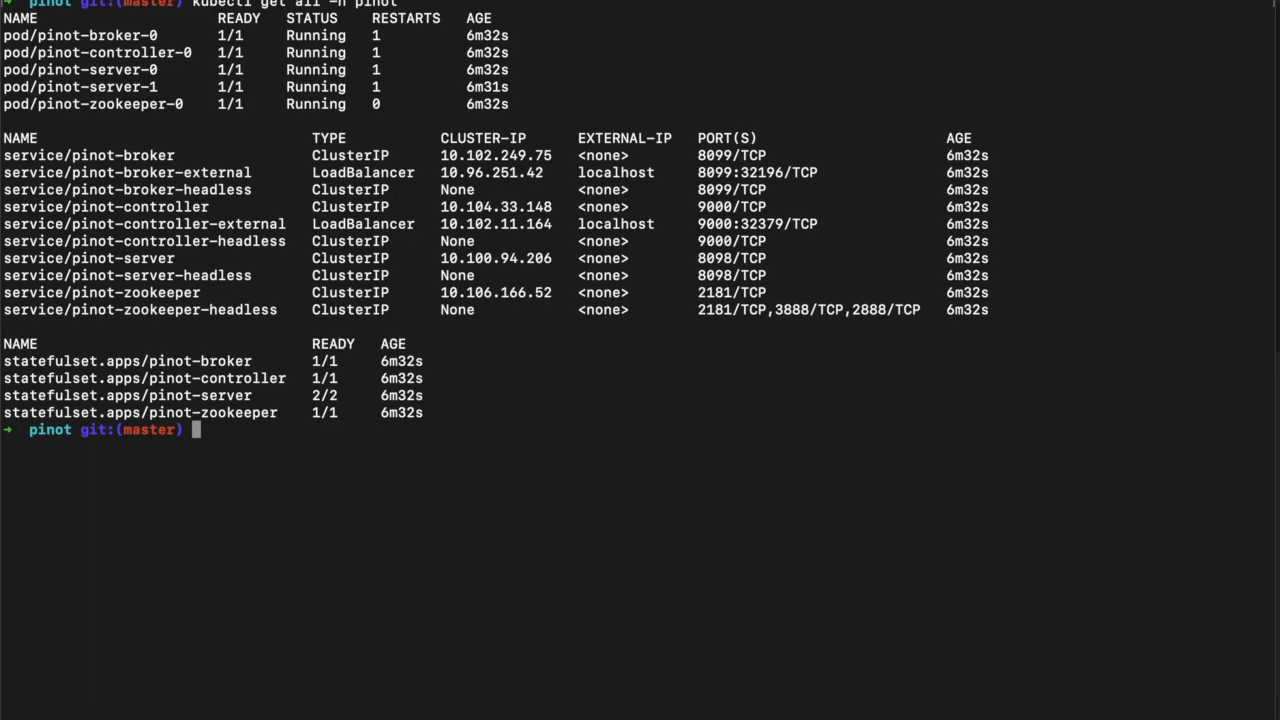 ➜ pinot git:(master) kubectl get all -n pinot
NAME READY STATUS RESTARTS AGE
pod/pinot-broker-0 1/1 Running 1 6m32s
pod/pinot-controller-0 1/1 Running 1 6m32s
pod/pinot-server-0 1/1 Running 1 6m32s
pod/pinot-server-1 1/1 Running 1 6m31s
pod/pinot-zookeeper-0 1/1 Running 0 6m32s
NAME TYPE CLUSTER-IP EXTERNAL-IP PORT(S) AGE
service/pinot-broker ClusterIP 10.102.249.75 <none> 8099/TCP 6m32s
service/pinot-broker-external LoadBalancer 10.96.251.42 localhost 8099:32196/TCP 6m32s
service/pinot-broker-headless ClusterIP None <none> 8099/TCP 6m32s
service/pinot-controller ClusterIP 10.104.33.148 <none> 9000/TCP 6m32s
service/pinot-controller-external LoadBalancer 10.102.11.164 localhost 9000:32379/TCP 6m32s
service/pinot-controller-headless ClusterIP None <none> 9000/TCP 6m32s
service/pinot-server ClusterIP 10.100.94.206 <none> 8098/TCP 6m32s
service/pinot-server-headless ClusterIP None <none> 8098/TCP 6m32s
service/pinot-zookeeper ClusterIP 10.106.166.52 <none> 2181/TCP 6m32s
service/pinot-zookeeper-headless ClusterIP None <none> 2181/TCP,3888/TCP,2888/TCP 6m32s
NAME READY AGE
statefulset.apps/pinot-broker 1/1 6m32s
statefulset.apps/pinot-controller 1/1 6m32s
statefulset.apps/pinot-server 2/2 6m32s
statefulset.apps/pinot-zookeeper 1/1 6m32s
➜ pinot git:(master)